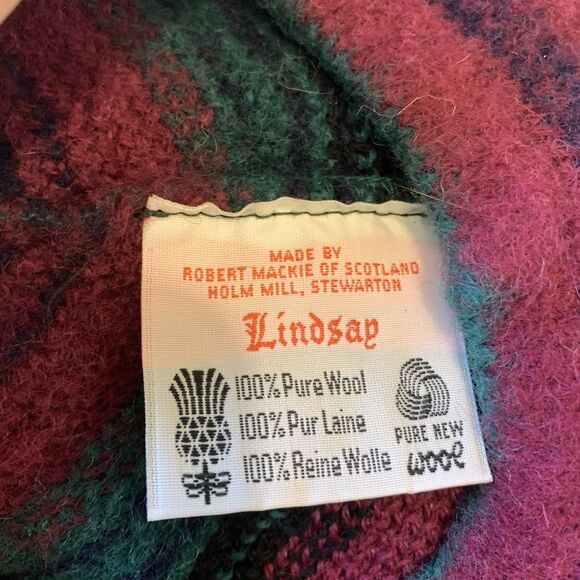 MADE BY
ROBERT MACKIE OF SCOTLAND
HOLM MILL, STEWARTON
Lindsay
100% Pure Wool
100% Pur Laine
100% Reine Wolle
PURE NEW
WOOL